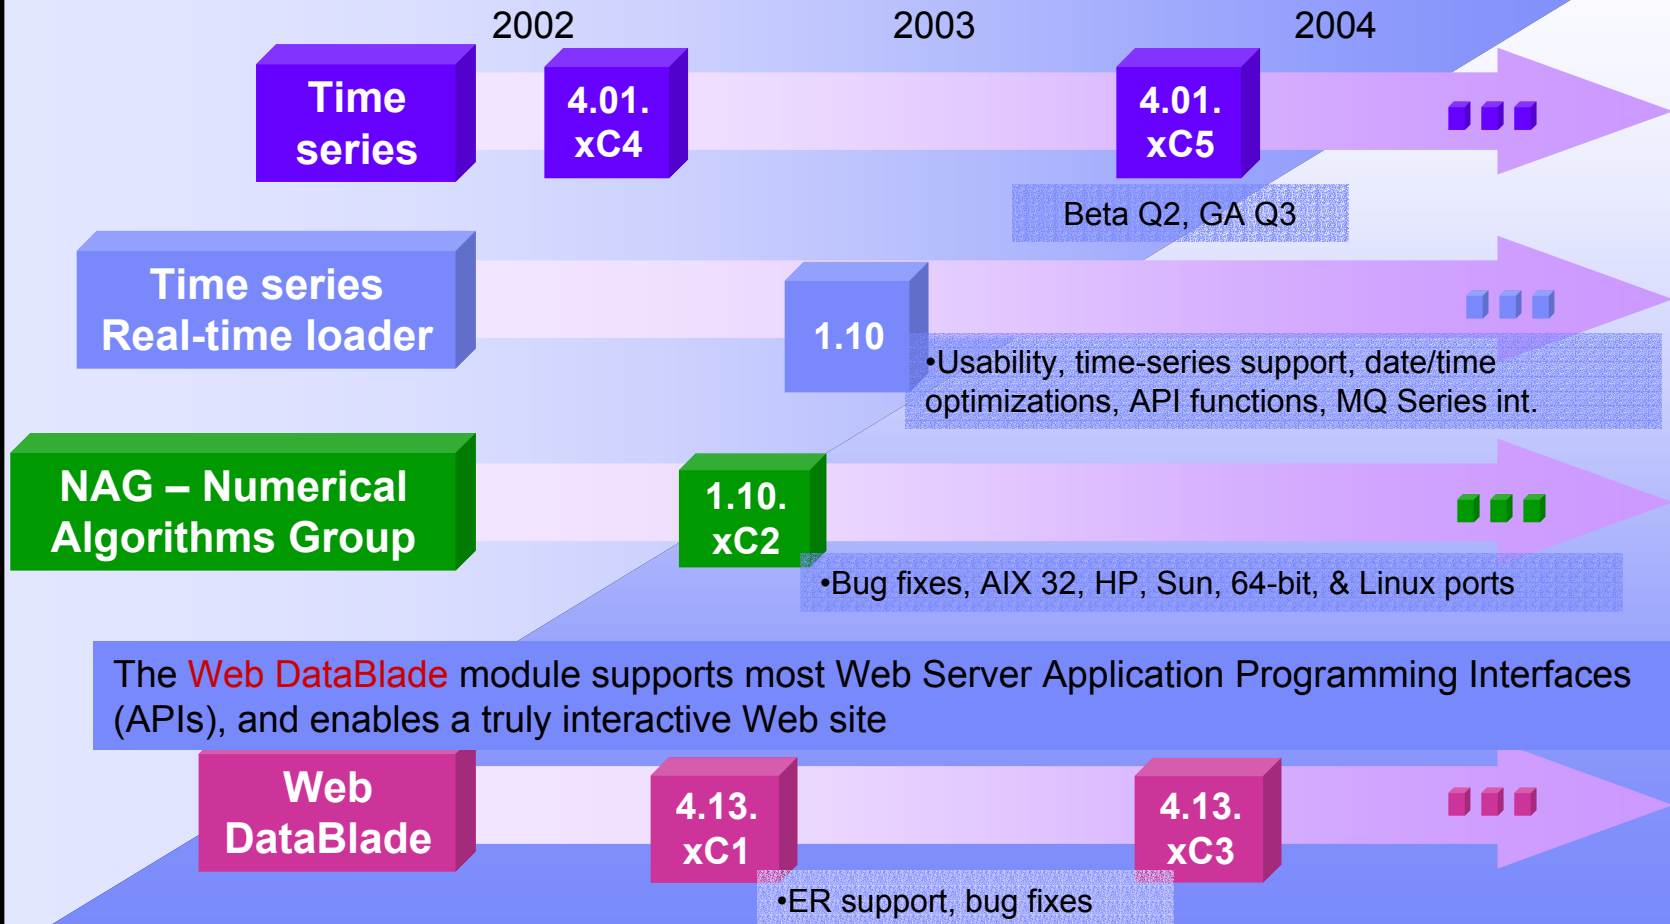 2002 2003 2004
Time
series
4.01.
xC4
4.01.
xC5
Beta Q2, GA Q3
Time series
Real-time loader
1.10
•Usability, time-series support, date/time
optimizations, API functions, MQ Series int.
NAG – Numerical
Algorithms Group
1.10.
xC2
•Bug fixes, AIX 32, HP, Sun, 64-bit, & Linux ports
The Web DataBlade module supports most Web Server Application Programming Interfaces
(APIs), and enables a truly interactive Web site
Web
DataBlade
4.13.
xC1
4.13.
xC3
•ER support, bug fixes